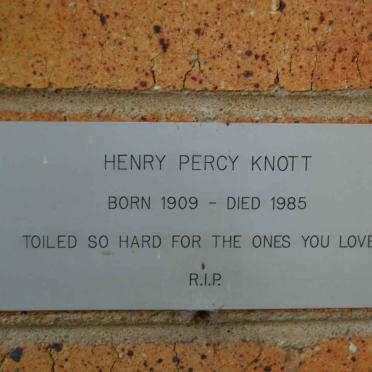 HENRY PERCY KNOTT
BORN 1909 - DIED 1985
TOILED SO HARD FOR THE ONES YOU LOVE
R.I.P.